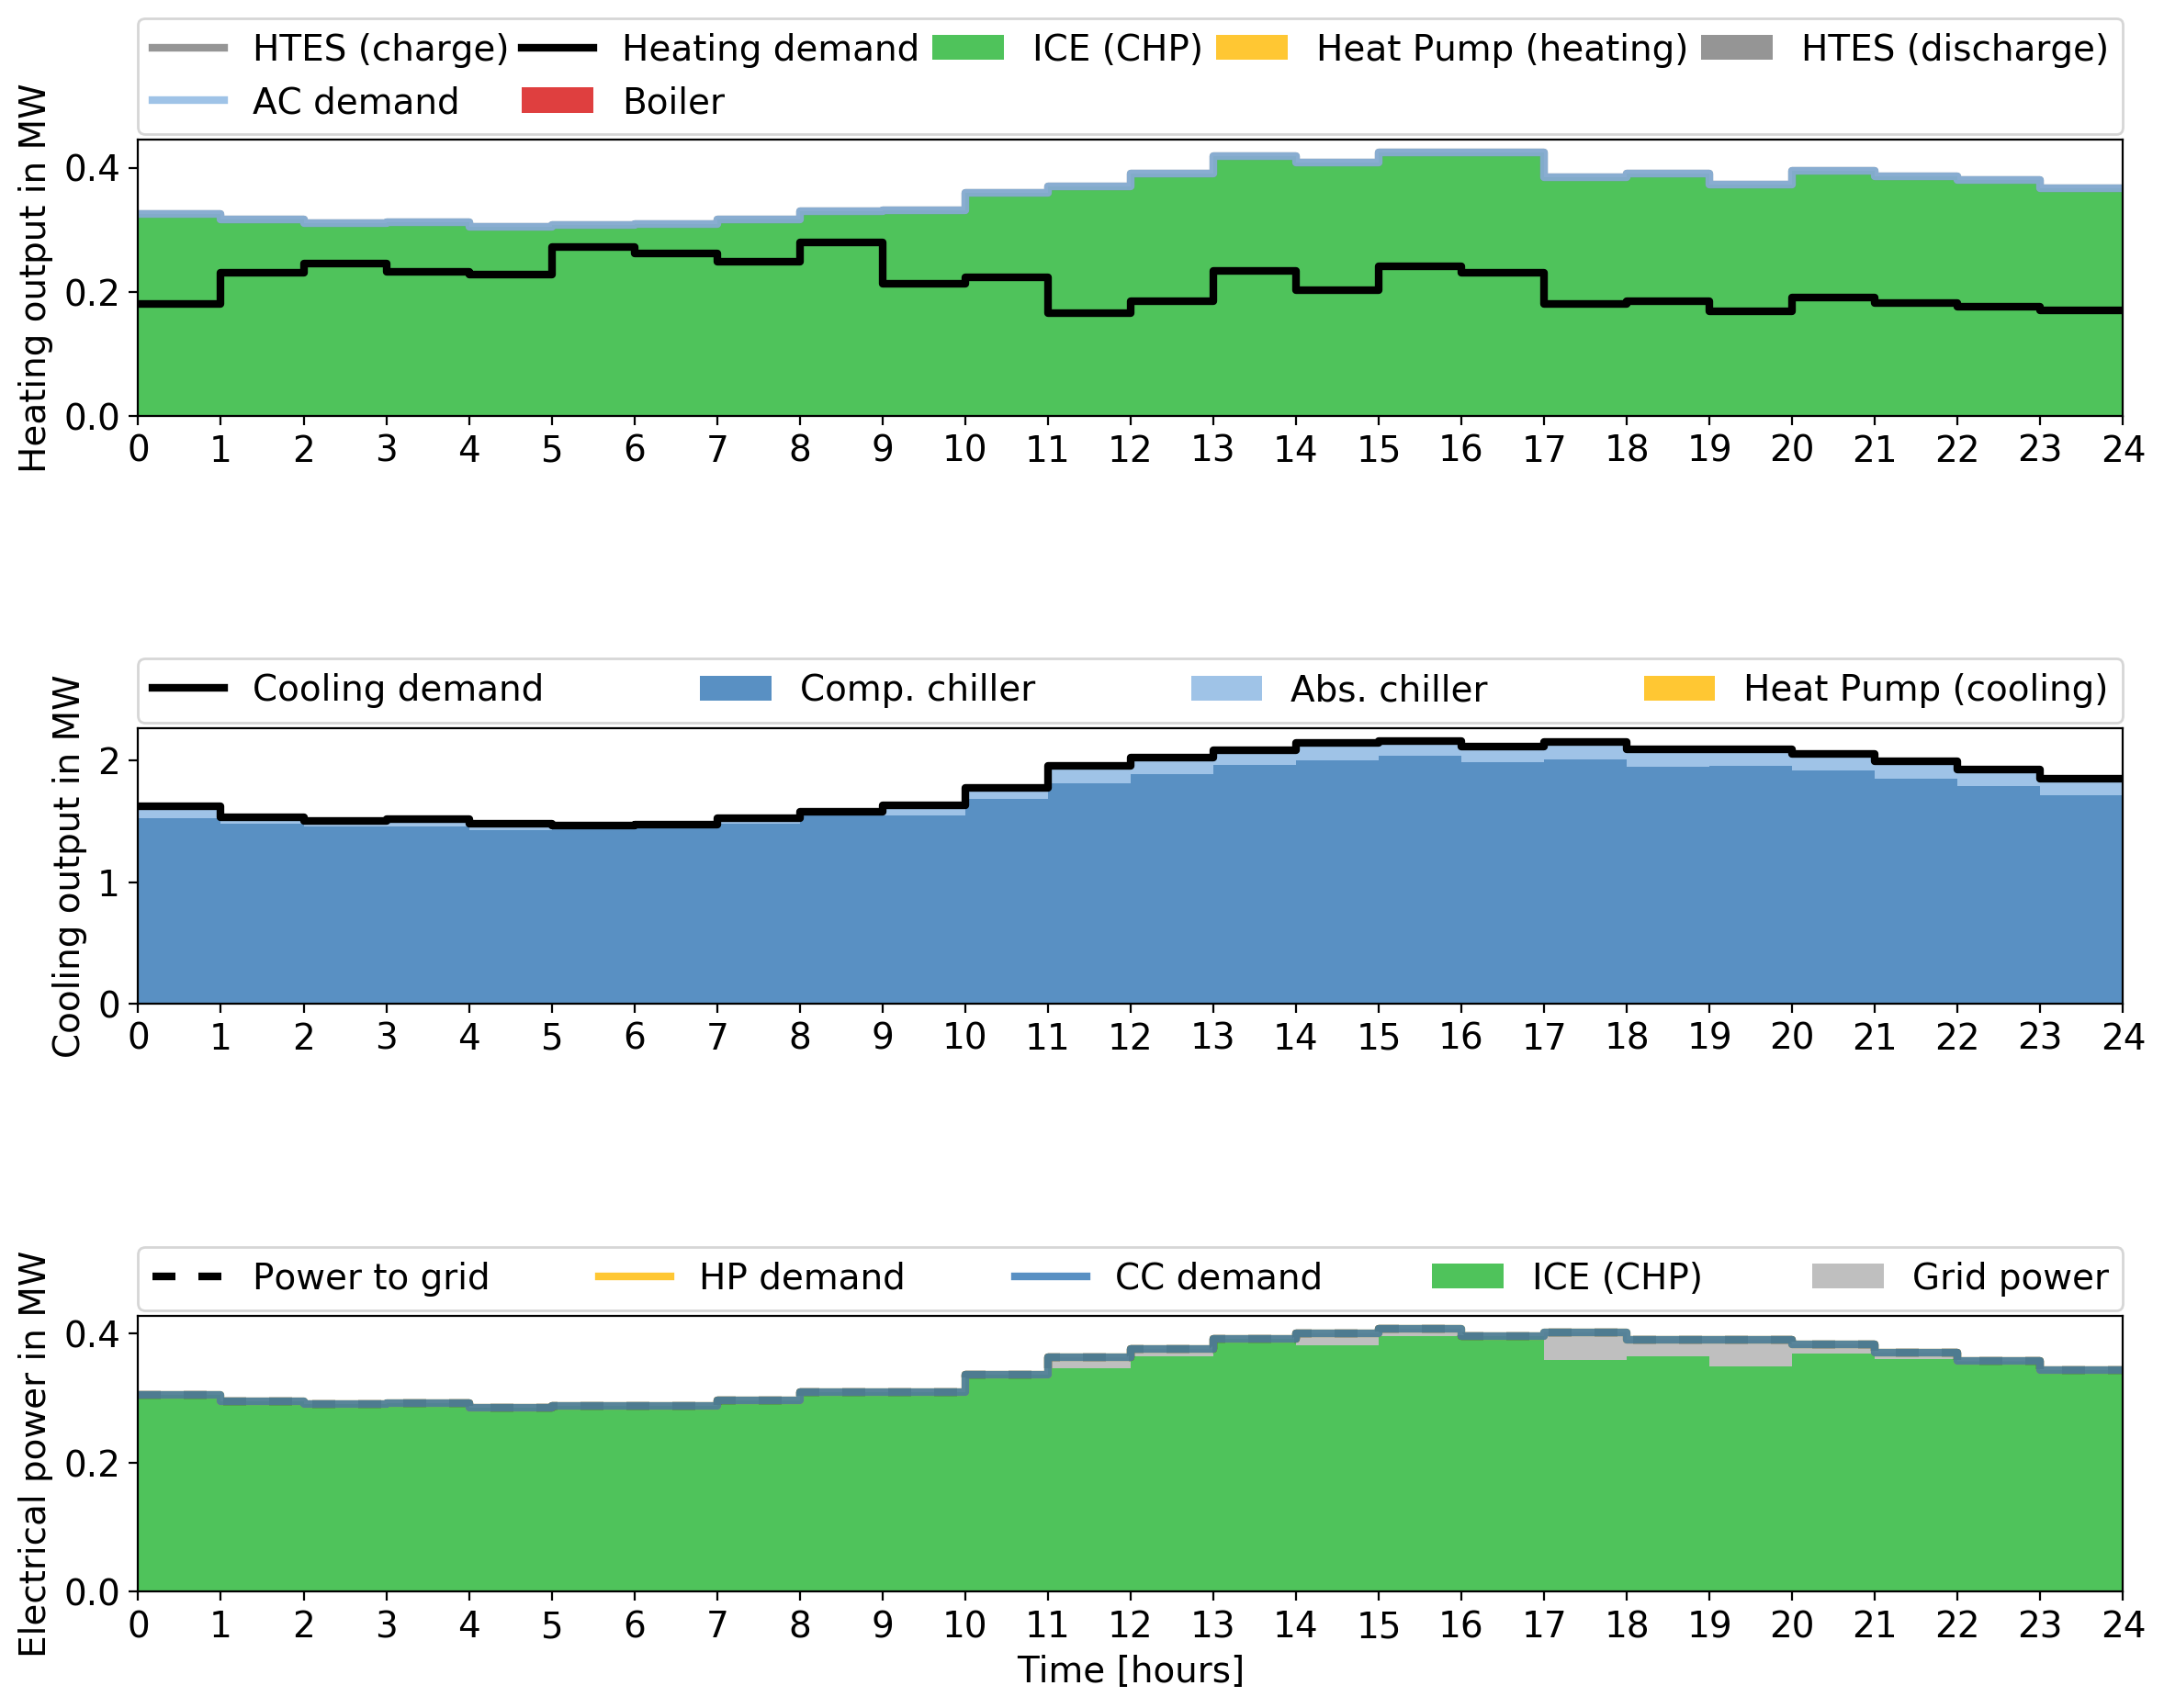 HTES (charge) Heating demand ICE (CHP) Heat Pump (heating) HTES (discharge)
AC demand Boiler
Heating output in MW
0.4
0.2
0.0
0 1 2 3 4 5 6 7 8 9 10 11 12 13 14 15 16 17 18 19 20 21 22 23 24
Cooling demand Comp. chiller Abs. chiller Heat Pump (cooling)
Cooling output in MW
2
1
0
0 1 2 3 4 5 6 7 8 9 10 11 12 13 14 15 16 17 18 19 20 21 22 23 24
Power to grid HP demand CC demand ICE (CHP) Grid power
Electrical power in MW
0.4
0.2
0.0
0 1 2 3 4 5 6 7 8 9 10 11 12 13 14 15 16 17 18 19 20 21 22 23 24
Time [hours]